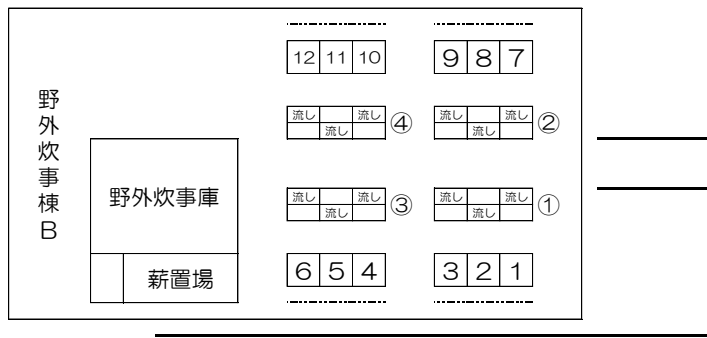 野外炊事棟B
12 11 10
9 8 7
流し 流し
流し
④
流し 流し
流し
②
野外炊事庫
流し 流し
流し
③
流し 流し
流し
①
薪置場
6 5 4
3 2 1